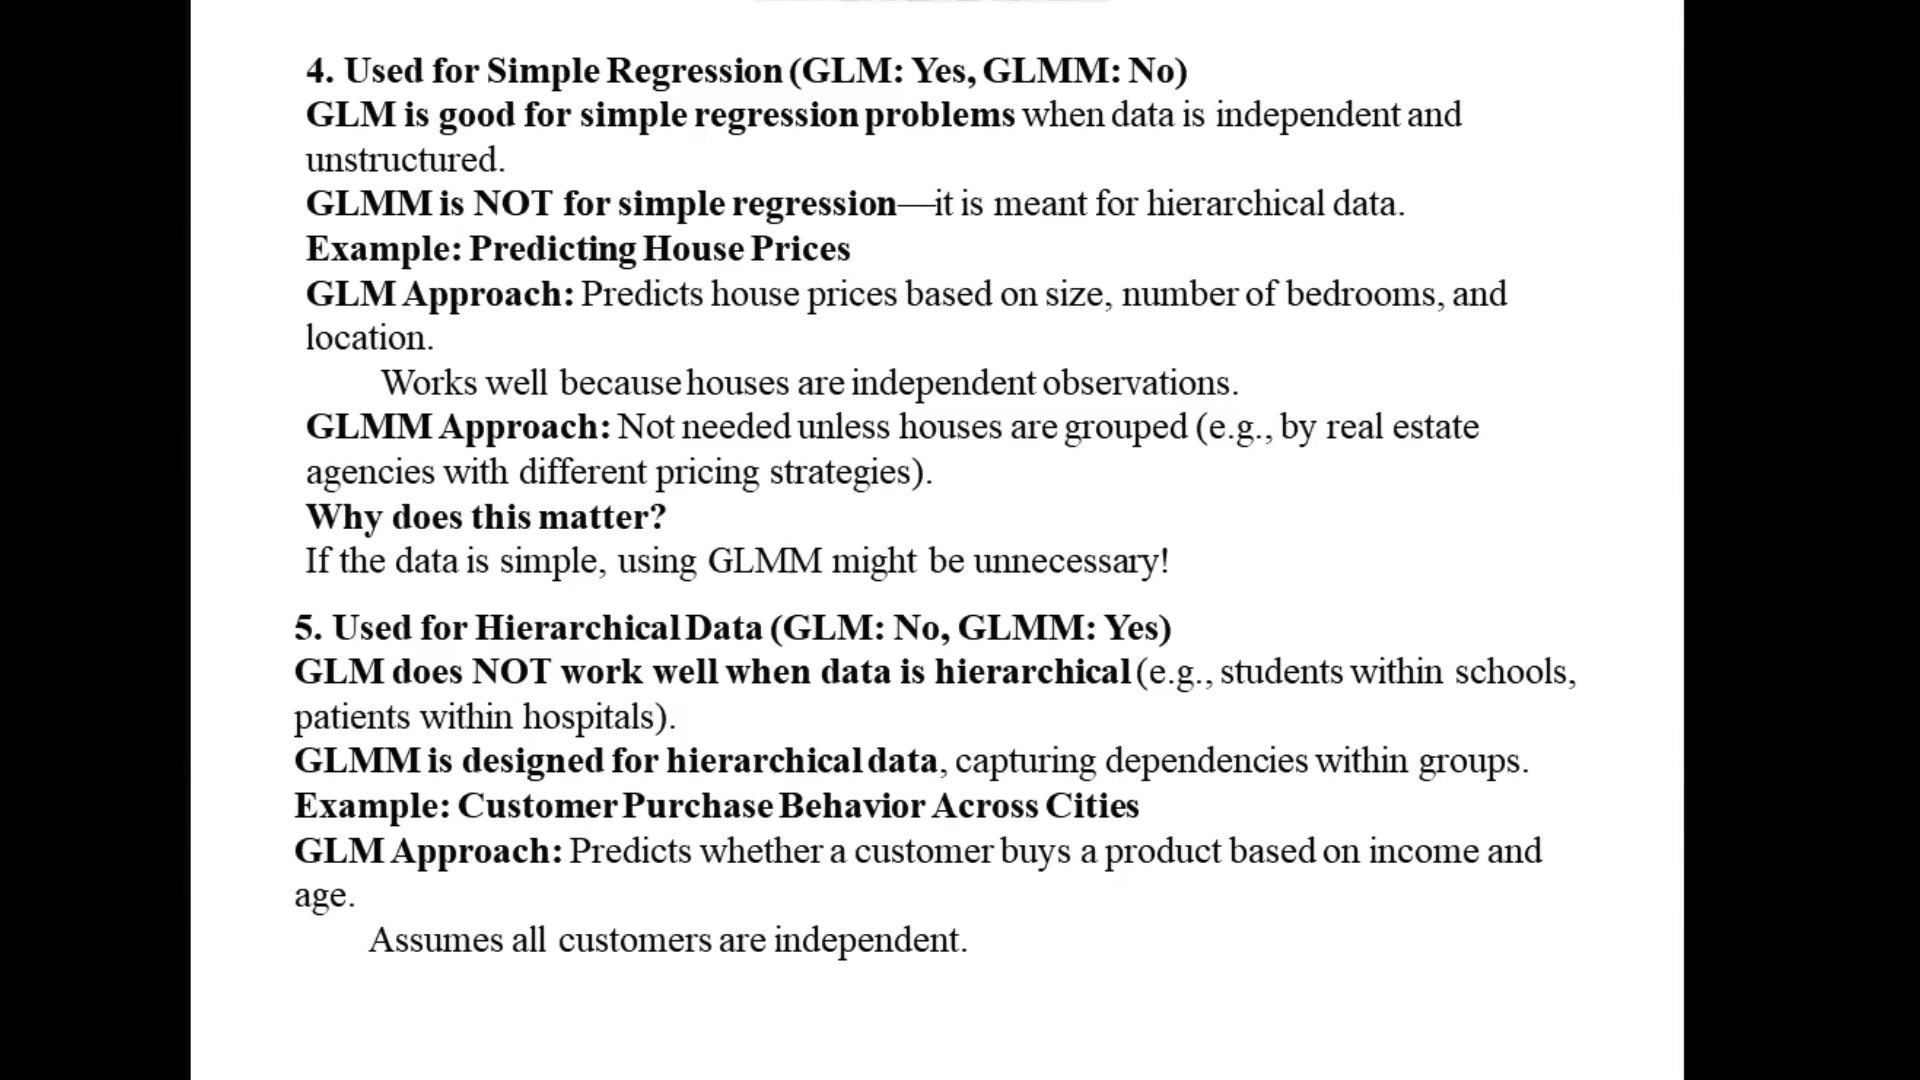 4. Used for Simple Regression (GLM: Yes, GLMM: No)
GLM is good for simple regression problems when data is independent and
unstructured.
GLMM is NOT for simple regression—it is meant for hierarchical data.
Example: Predicting House Prices
GLM Approach: Predicts house prices based on size, number of bedrooms, and
location.
Works well because houses are independent observations.
GLMM Approach: Not needed unless houses are grouped (e.g., by real estate
agencies with different pricing strategies).
Why does this matter?
If the data is simple, using GLMM might be unnecessary!
5. Used for Hierarchical Data (GLM: No, GLMM: Yes)
GLM does NOT work well when data is hierarchical (e.g., students within schools,
patients within hospitals).
GLMM is designed for hierarchical data, capturing dependencies within groups.
Example: Customer Purchase Behavior Across Cities
GLM Approach: Predicts whether a customer buys a product based on income and
age.
Assumes all customers are independent.